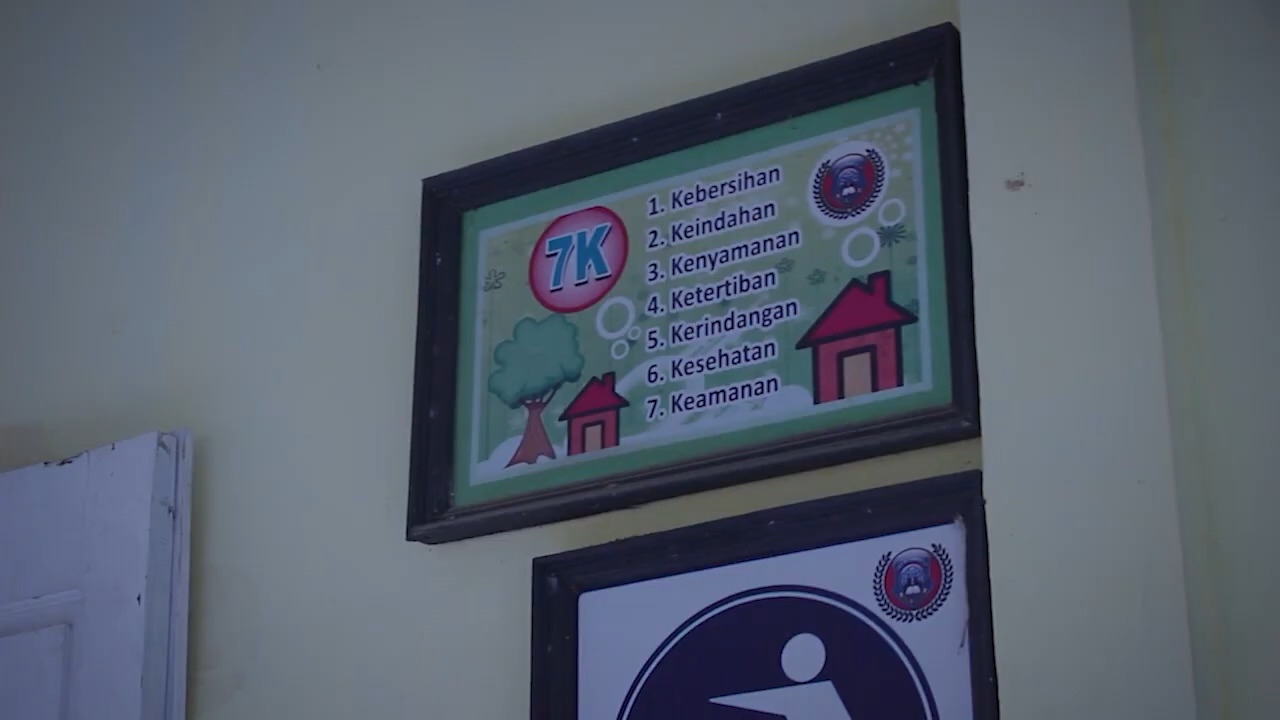 7K
1. Kebersihan
2. Keindahan
3. Kenyamanan
4. Ketertiban
5. Kerindangan
6. Kesehatan
7. Keamanan